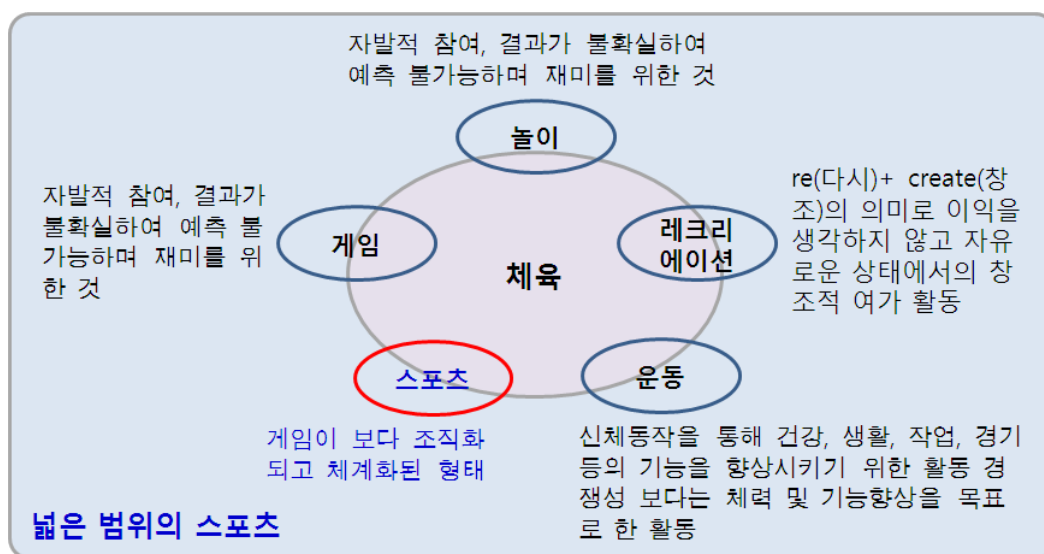 자발적 참여, 결과가 불확실하여
예측 불가능하며 재미를 위한 것
놀이
자발적 참여, 결과가
불확실하여 예측 불
가능하며 재미를 위
한 것
게임
레크리
에이션
re(다시)+ create(창
조)의 의미로 이익을
생각하지 않고 자유
로운 상태에서의 창
조적 여가 활동
체육
스포츠
운동
게임이 보다 조직화
되고 체계화된 형태
신체동작을 통해 건강, 생활, 작업, 경기
등의 기능을 향상시키기 위한 활동 경
쟁성 보다는 체력 및 기능향상을 목표
로 한 활동
넓은 범위의 스포츠